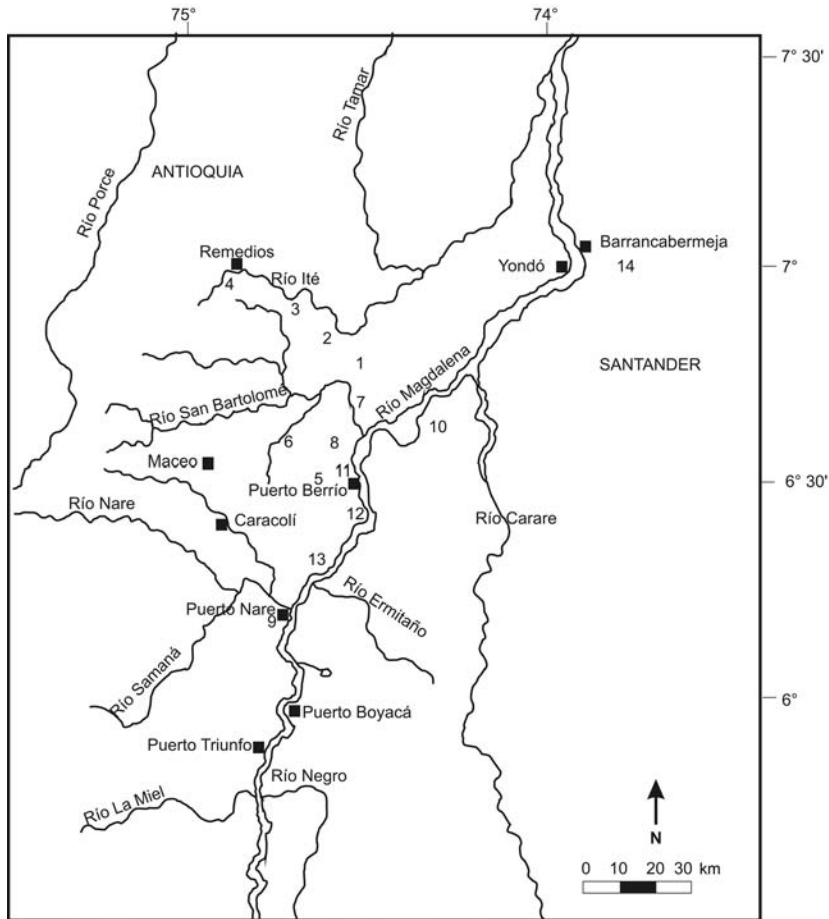 75°
74°
7° 30'
Río Tamar
Río Porce
ANTIOQUIA
Remedios
Barrancabermeja
Río Ité
Yondó
14
7°
4
3
2
1
SANTANDER
Río Magdalena
Río San Bartolomé
7
10
6
8
Maceo
11
5
6° 30'
Puerto Berrío
Río Nare
12
Caracolí
Río Carare
13
Río Ermitaño
Puerto Nare
9
Río Samaná
6°
Puerto Boyacá
Puerto Triunfo
Río Negro
Río La Miel
N
0 10 20 30 km